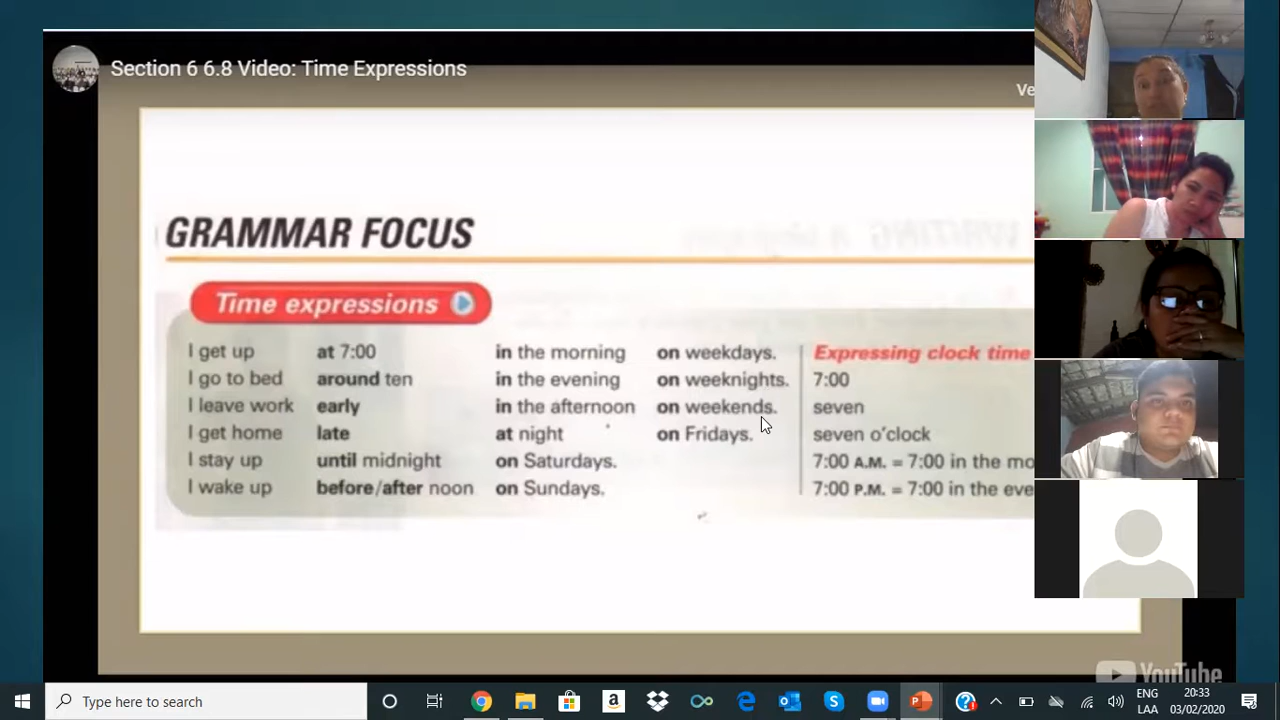 Section 6 6.8 Video: Time Expressions
Ve
GRAMMAR FOCUS
Time expressions
I get up at 7:00 in the morning on weekdays. Expressing clock time
I go to bed around ten in the evening on weeknights. 7:00
I leave work early in the afternoon on weekends. seven
I get home late at night on Fridays. seven o'clock
I stay up until midnight on Saturdays. 7:00 A.M. = 7:00 in the mo
I wake up before/after noon on Sundays. 7:00 P.M. = 7:00 in the eve
YouTube
Type here to search
ENG 20:33
LAA 03/02/2020